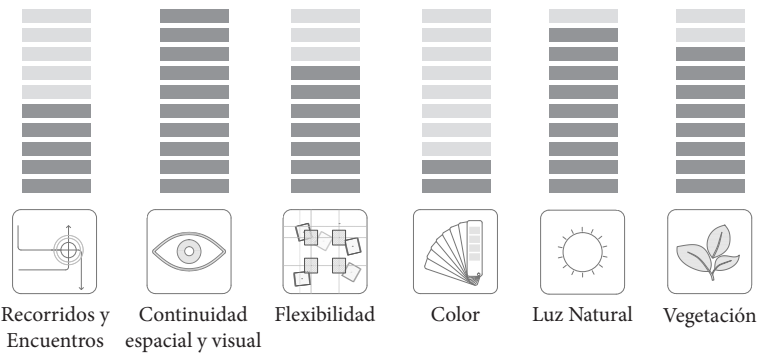 Recorridos y
Encuentros
Continuidad
espacial y visual
Flexibilidad
Color
Luz Natural
Vegetación